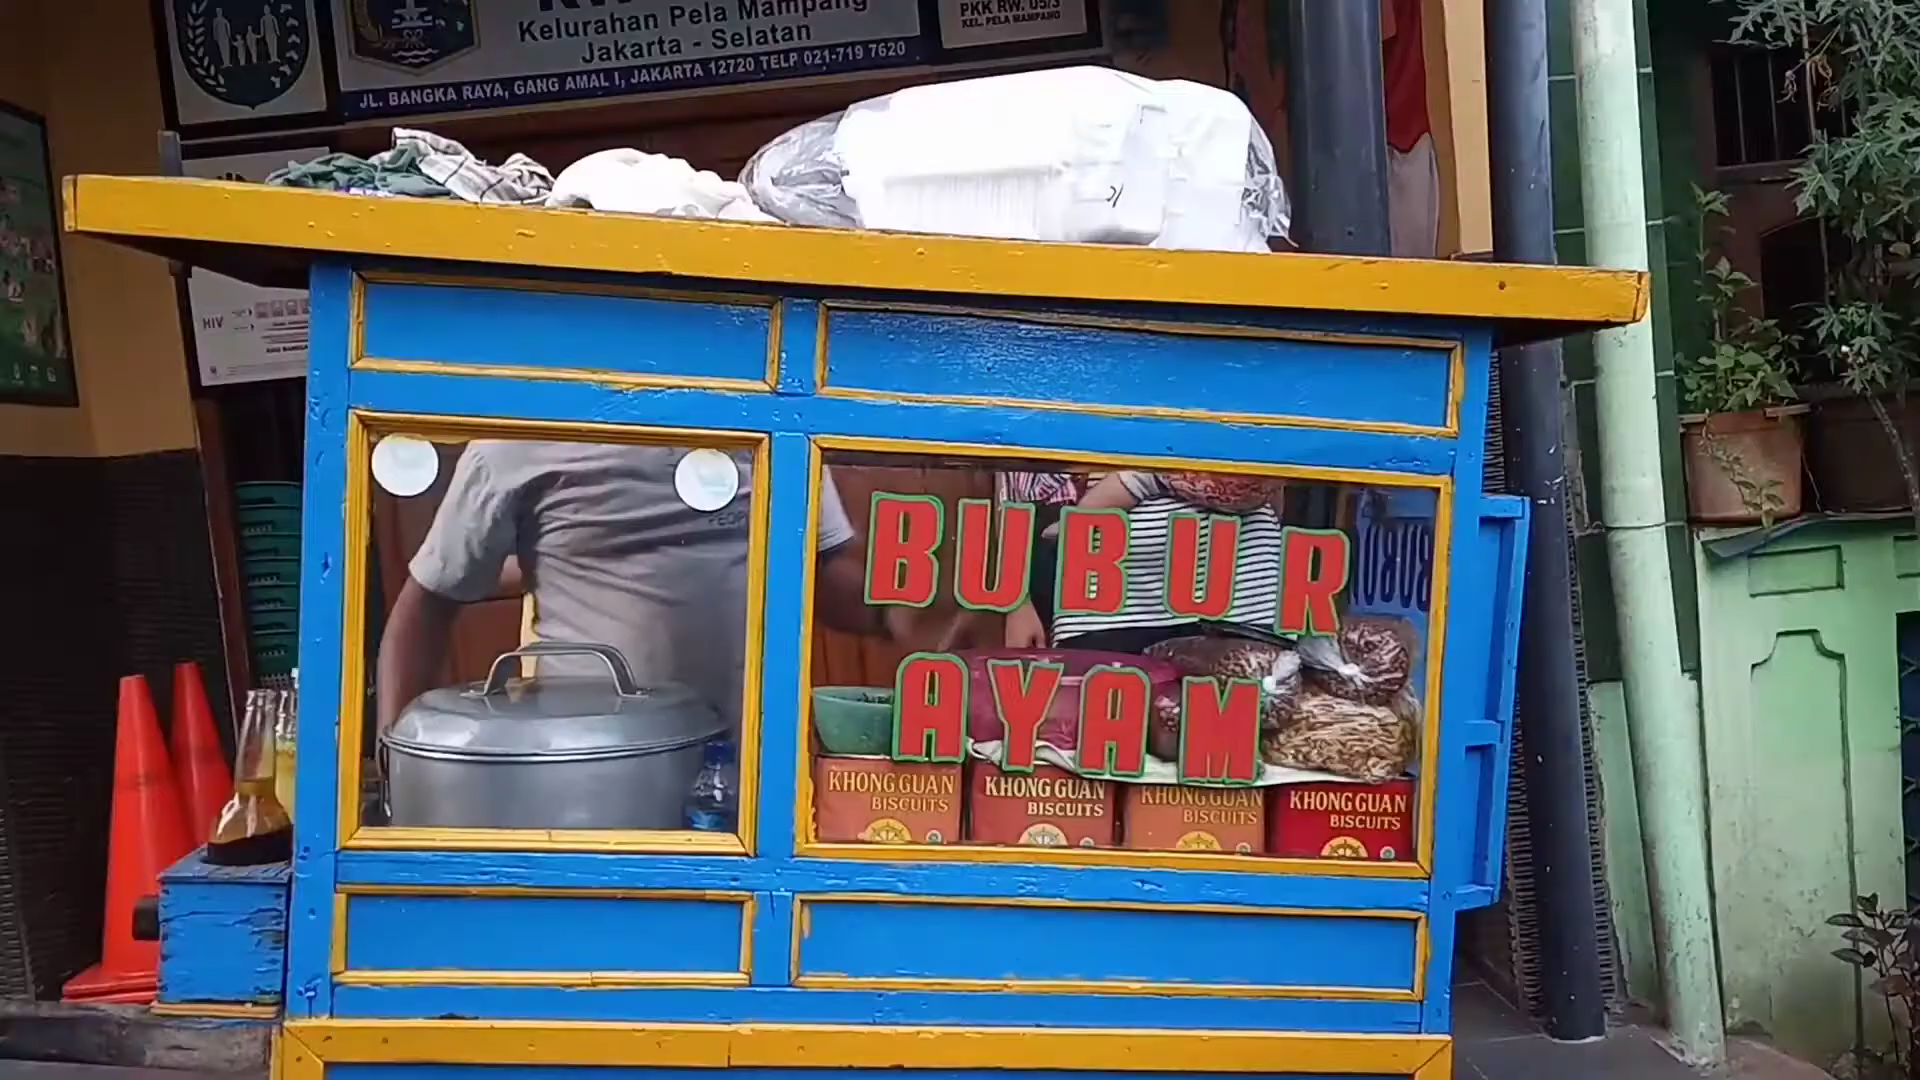 Kelurahan Pela Mampang
Jakarta - Selatan
JL. BANGKA RAYA, GANG AMAL I, JAKARTA 12720 TELP 021-719 7620
PKK RW. 05/3
KEL. PELA MAMPANG
HIV
BUBUR
AYAM
KHONG GUAN
BISCUITS
KHONG GUAN
BISCUITS
KHONG GUAN
BISCUITS
KHONG GUAN
BISCUITS